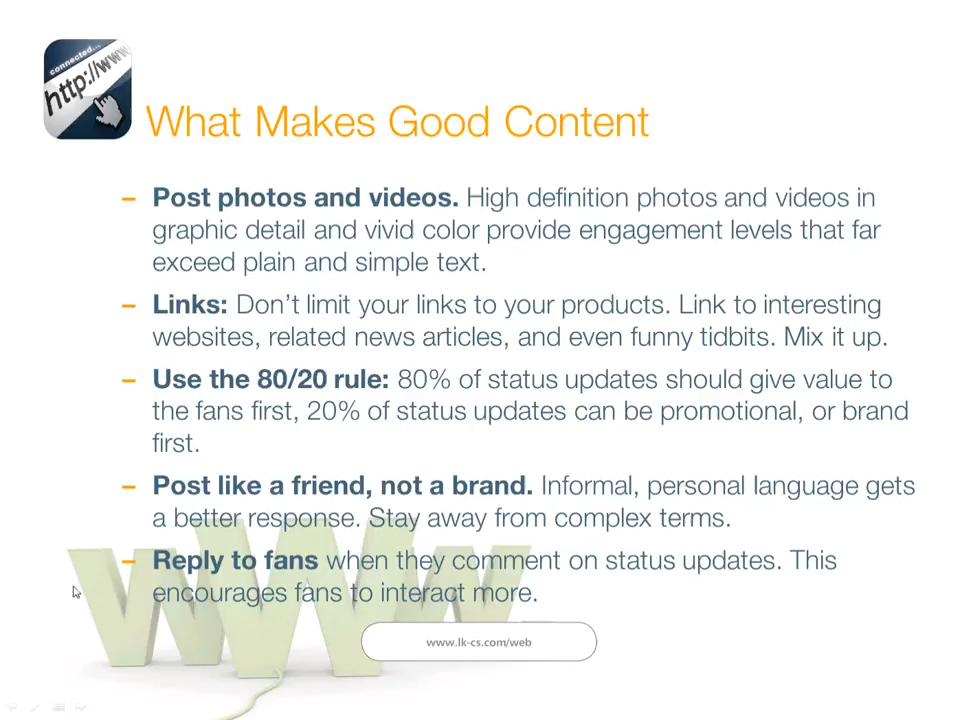 connected...
http://www
What Makes Good Content
– Post photos and videos. High definition photos and videos in
graphic detail and vivid color provide engagement levels that far
exceed plain and simple text.
– Links: Don’t limit your links to your products. Link to interesting
websites, related news articles, and even funny tidbits. Mix it up.
– Use the 80/20 rule: 80% of status updates should give value to
the fans first, 20% of status updates can be promotional, or brand
first.
– Post like a friend, not a brand. Informal, personal language gets
a better response. Stay away from complex terms.
– Reply to fans when they comment on status updates. This
encourages fans to interact more.
WWW
www.lk-cs.com/web